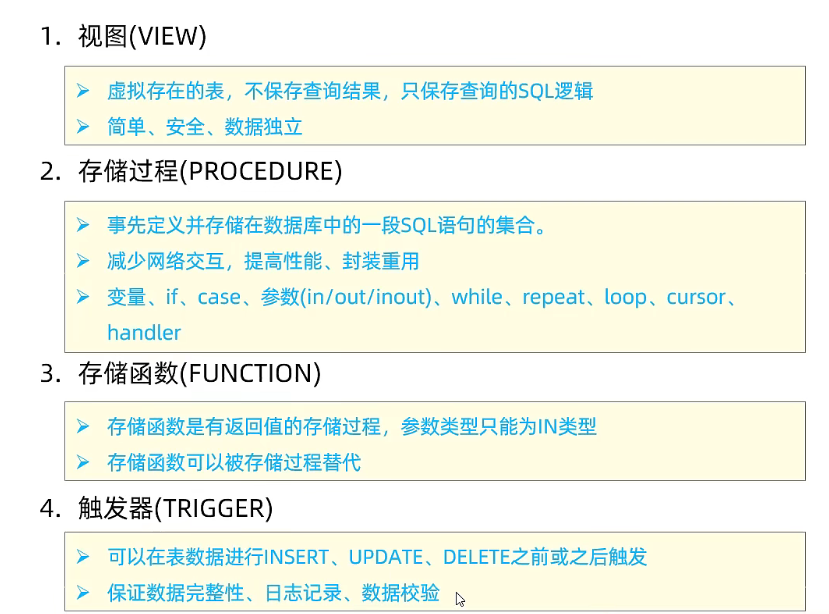 1. 视图(VIEW)
➢ 虚拟存在的表，不保存查询结果，只保存查询的SQL逻辑
➢ 简单、安全、数据独立
2. 存储过程(PROCEDURE)
➢ 事先定义并存储在数据库中的一段SQL语句的集合。
➢ 减少网络交互，提高性能、封装重用
➢ 变量、if、case、参数(in/out/inout)、while、repeat、loop、cursor、
handler
3. 存储函数(FUNCTION)
➢ 存储函数是有返回值的存储过程，参数类型只能为IN类型
➢ 存储函数可以被存储过程替代
4. 触发器(TRIGGER)
➢ 可以在表数据进行INSERT、UPDATE、DELETE之前或之后触发
➢ 保证数据完整性、日志记录、数据校验